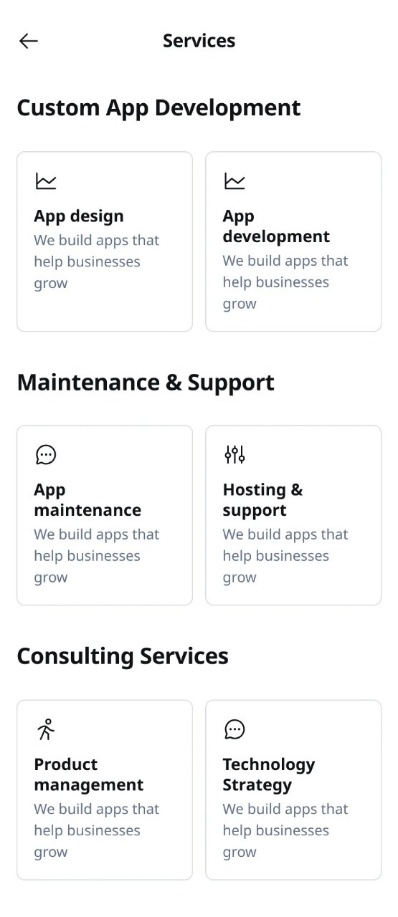 Services
Custom App Development
App design
We build apps that
help businesses
grow
App
development
We build apps that
help businesses
grow
Maintenance & Support
App
maintenance
We build apps that
help businesses
grow
Hosting &
support
We build apps that
help businesses
grow
Consulting Services
Product
management
We build apps that
help businesses
grow
Technology
Strategy
We build apps that
help businesses
grow